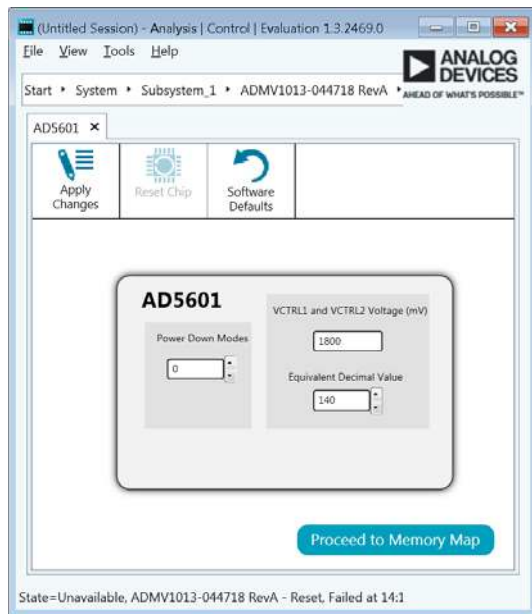 (Untitled Session) - Analysis | Control | Evaluation 1.3.2469.0
File View Tools Help
ANALOG
DEVICES
AHEAD OF WHAT'S POSSIBLE™
Start System Subsystem_1 ADMV1013-044718 RevA
AD5601 ×
Apply
Changes
Reset Chip
Software
Defaults
AD5601
Power Down Modes
0
VCTRL1 and VCTRL2 Voltage (mV)
1800
Equivalent Decimal Value
140
Proceed to Memory Map
State=Unavailable, ADMV1013-044718 RevA - Reset, Failed at 14:1